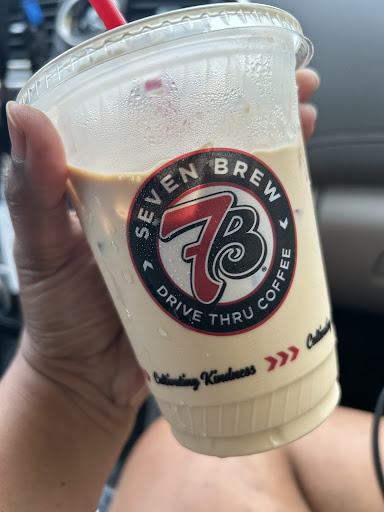 SEVEN BREW
7B
DRIVE THRU COFFEE
Cultivating Kindness